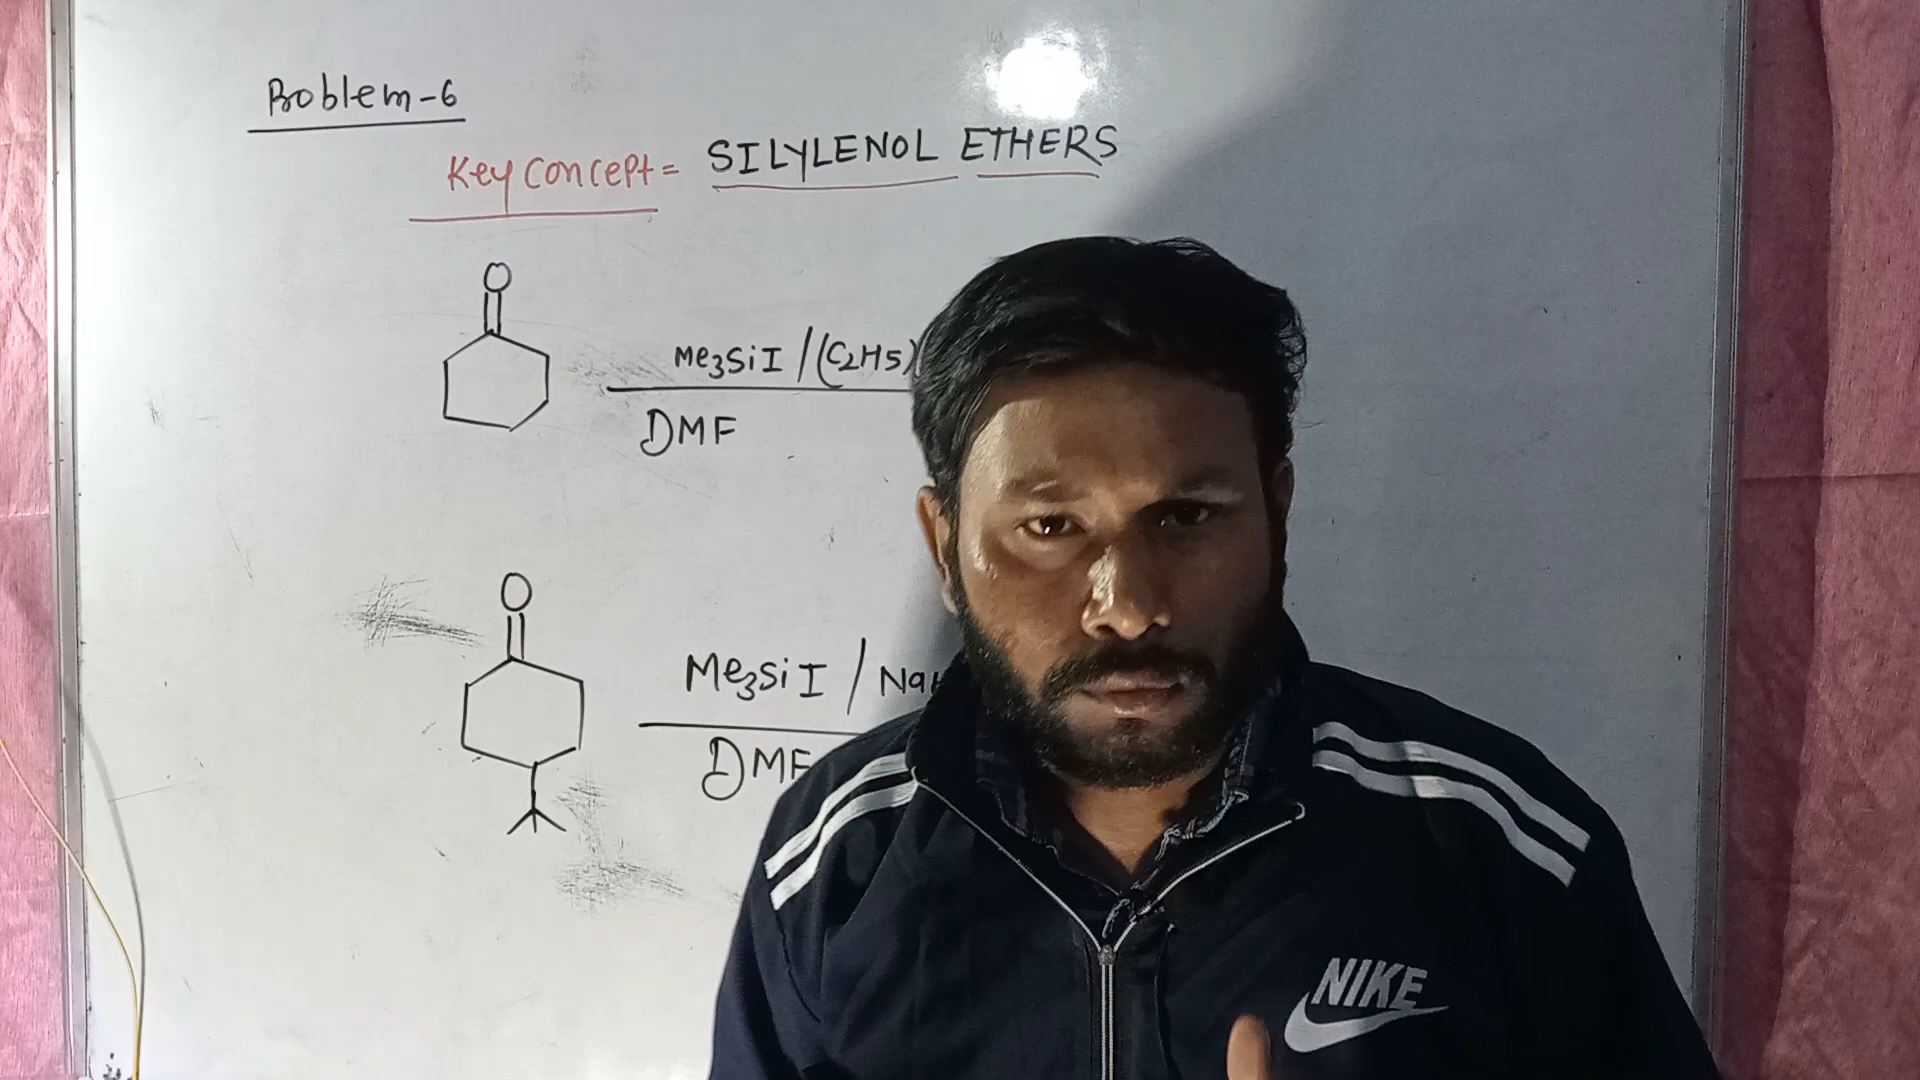 Problem-6
Key concept = SILYLENOL ETHERS
O
Me3SiI / (C2H5)
DMF
O
Me3SiI / Na
DMF
NIKE